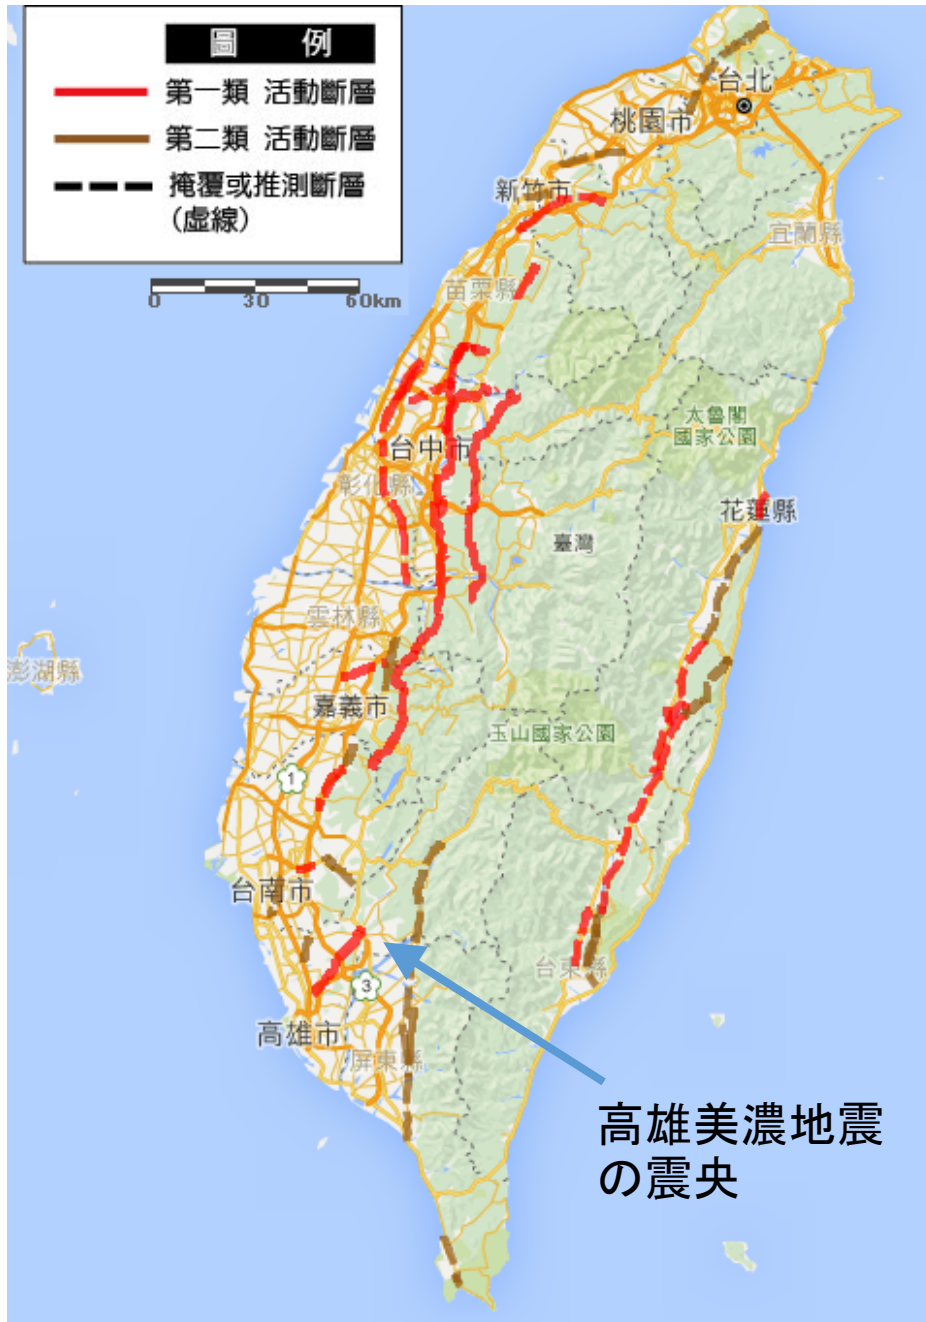 圖 例
第一類 活動斷層
第二類 活動斷層
掩覆或推測斷層
(虛線)
0 30 60km
台北
桃園市
新竹市
宜蘭縣
苗栗縣
太魯閣
國家公園
台中市
彰化縣
花蓮縣
臺灣
雲林縣
澎湖縣
嘉義市
玉山國家公園
1
台南市
台東縣
3
高雄市
屏東縣
高雄美濃地震
の震央